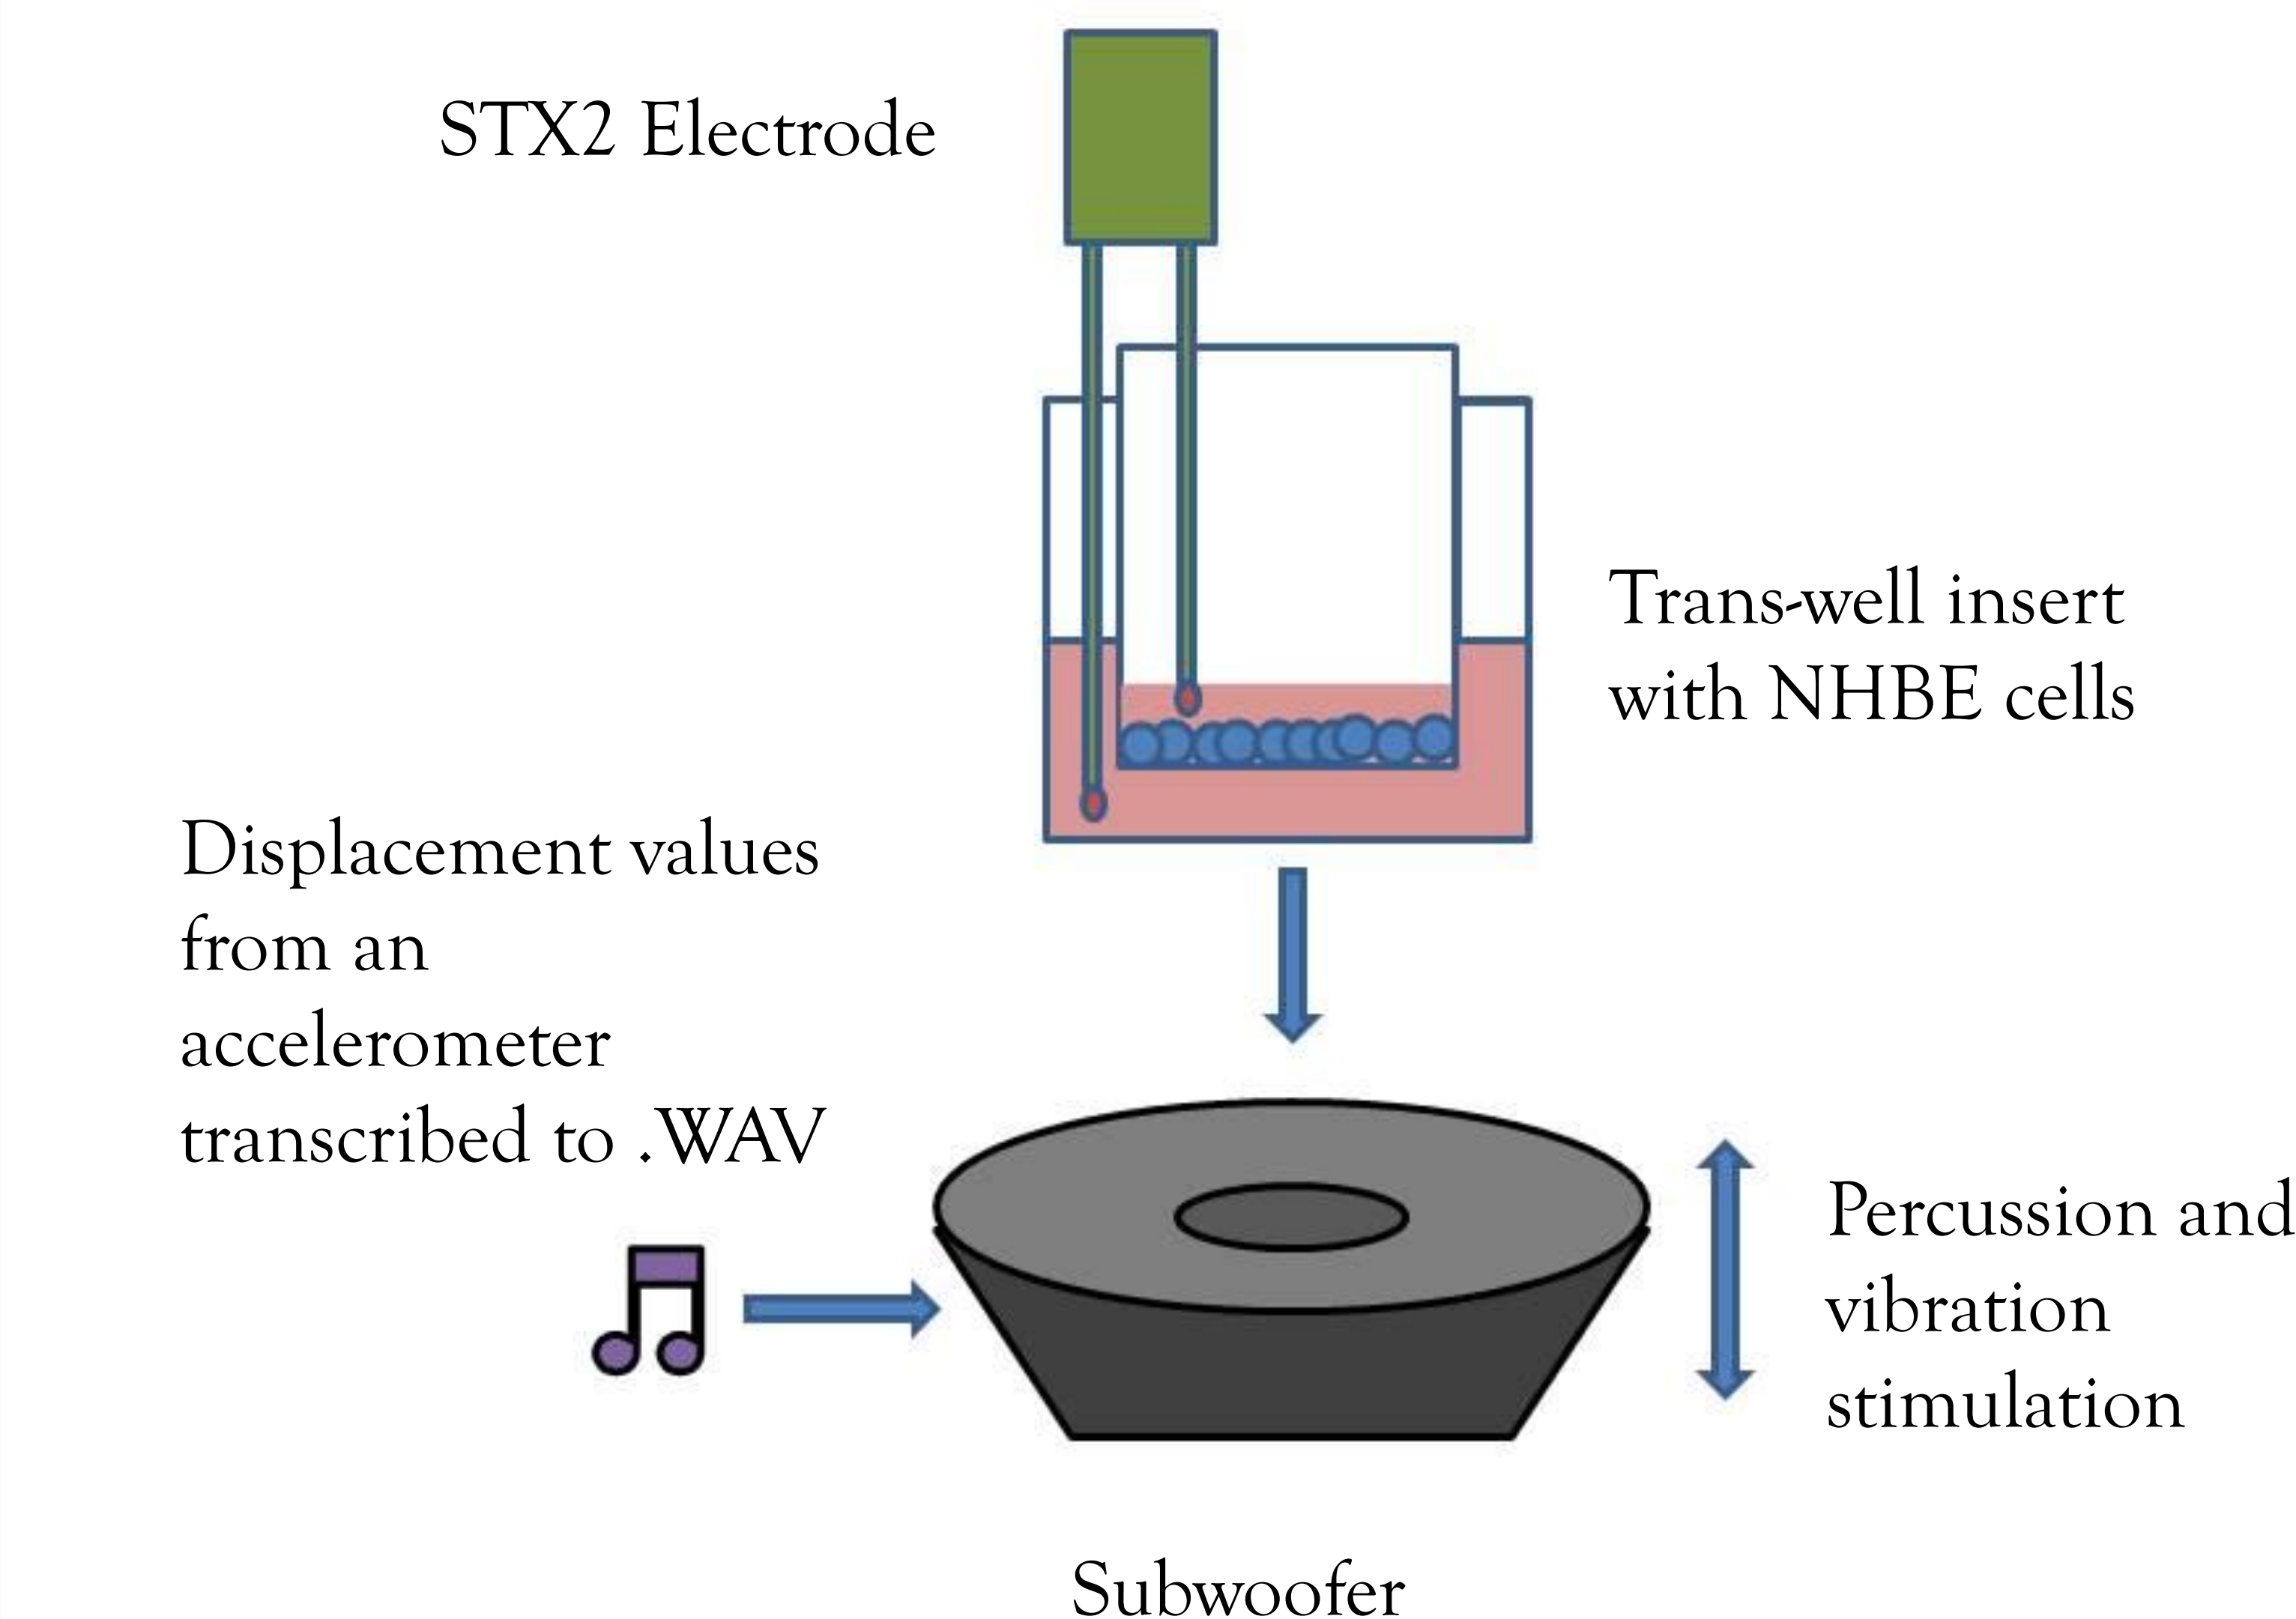 STX2 Electrode
Trans-well insert
with NHBE cells
Displacement values
from an
accelerometer
transcribed to .WAV
Percussion and
vibration
stimulation
Subwoofer